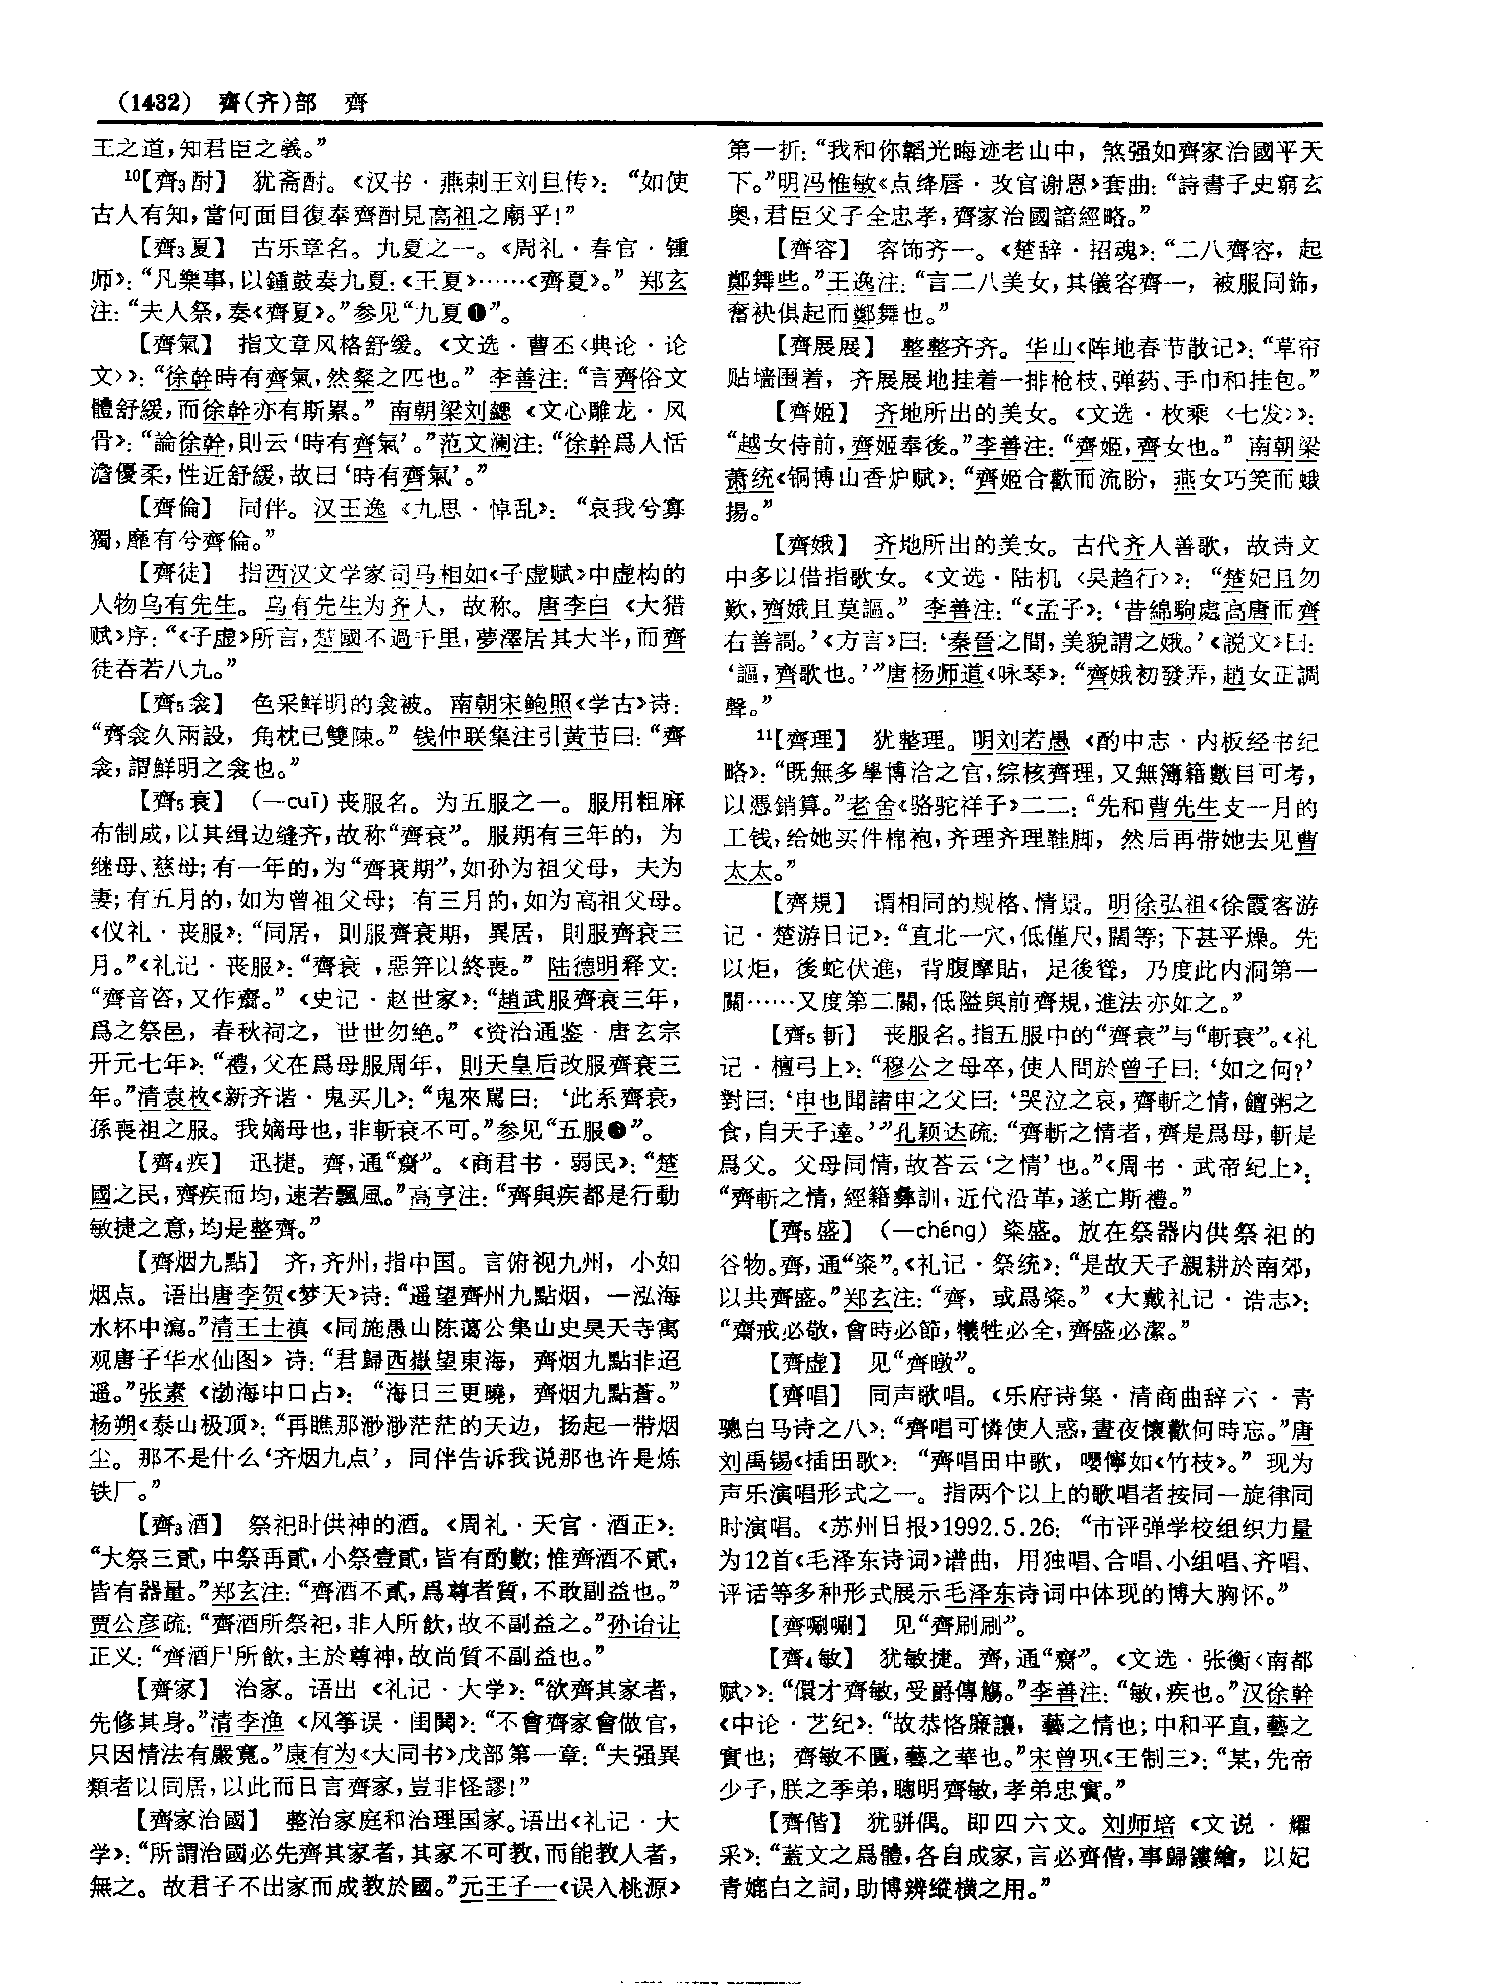 (1432) 齊(齐)部 齊
王之道，知君臣之義。”
10【齊3酎】 犹斋酎。《汉书·燕剌王刘旦传》：“如使
古人有知，當何面目復奉齊酎見高祖之廟乎！”
【齊3夏】 古乐章名。九夏之一。《周礼·春官·锺
师》：“凡樂事，以鍾鼓奏九夏：《王夏》……《齊夏》。”郑玄
注：“夫人祭，奏《齊夏》。”参见“九夏❶”。
【齊氣】 指文章风格舒缓。《文选·曹丕〈典论·论
文〉》：“徐幹時有齊氣，然粲之匹也。”李善注：“言齊俗文
體舒緩，而徐幹亦有斯累。”南朝梁刘勰《文心雕龙·风
骨》：“論徐幹，則云‘時有齊氣’。”范文澜注：“徐幹爲人恬
澹優柔，性近舒緩，故曰‘時有齊氣’。”
【齊倫】 同伴。汉王逸《九思·悼乱》：“哀我兮寡
獨，靡有兮齊倫。”
【齊徒】 指西汉文学家司马相如《子虚赋》中虚构的
人物乌有先生。乌有先生为齐人，故称。唐李白《大猎
赋》序：“《子虚》所言，楚國不過千里，夢澤居其大半，而齊
徒吞若八九。”
【齊5衾】 色采鲜明的衾被。南朝宋鲍照《学古》诗：
“齊衾久兩設，角枕已雙陳。”钱仲联集注引黄节曰：“齊
衾，謂鮮明之衾也。”
【齊5衰】 （—cuī）丧服名。为五服之一。服用粗麻
布制成，以其缉边缝齐，故称“齊衰”。服期有三年的，为
继母、慈母；有一年的，为“齊衰期”，如孙为祖父母，夫为
妻；有五月的，如为曾祖父母；有三月的，如为高祖父母。
《仪礼·丧服》：“同居，則服齊衰期，異居，則服齊衰三
月。”《礼记·丧服》：“齊衰，惡笄以終喪。”陆德明释文：
“齊音咨，又作齋。”《史记·赵世家》：“趙武服齊衰三年，
爲之祭邑，春秋祠之，世世勿絶。”《资治通鉴·唐玄宗
开元七年》：“禮，父在爲母服周年，則天皇后改服齊衰三
年。”清袁枚《新齐谐·鬼买儿》：“鬼來駡曰：‘此系齊衰，
孫喪祖之服。我嫡母也，非斬衰不可。”参见“五服❸”。
【齊4疾】 迅捷。齊，通“齌”。《商君书·弱民》：“楚
國之民，齊疾而均，速若飄風。”高亨注：“齊與疾都是行動
敏捷之意，均是整齊。”
【齊烟九點】 齐，齐州，指中国。言俯视九州，小如
烟点。语出唐李贺《梦天》诗：“遥望齊州九點烟，一泓海
水杯中瀉。”清王士禛《同施愚山陈蔼公集山史昊天寺寓
观唐子华水仙图》诗：“君歸西嶽望東海，齊烟九點非迢
遥。”张素《渤海中口占》：“海日三更曉，齊烟九點蒼。”
杨朔《泰山极顶》：“再瞧那渺渺茫茫的天边，扬起一带烟
尘。那不是什么‘齐烟九点’，同伴告诉我说那也许是炼
铁厂。”
【齊3酒】 祭祀时供神的酒。《周礼·天官·酒正》：
“大祭三貳，中祭再貳，小祭壹貳，皆有酌數；惟齊酒不貳，
皆有器量。”郑玄注：“齊酒不貳，爲尊者質，不敢副益也。”
贾公彦疏：“齊酒所祭祀，非人所飲，故不副益之。”孙诒让
正义：“齊酒尸所飲，主於尊神，故尚質不副益也。”
【齊家】 治家。语出《礼记·大学》：“欲齊其家者，
先修其身。”清李渔《风筝误·闺閧》：“不會齊家會做官，
只因情法有嚴寬。”康有为《大同书》戊部第一章：“夫强異
類者以同居，以此而日言齊家，豈非怪謬！”
【齊家治國】 整治家庭和治理国家。语出《礼记·大
学》：“所謂治國必先齊其家者，其家不可教，而能教人者，
無之。故君子不出家而成教於國。”元王子一《误入桃源》
第一折：“我和你韜光晦迹老山中，煞强如齊家治國平天
下。”明冯惟敏《点绛唇·改官谢恩》套曲：“詩書子史窮玄
奥，君臣父子全忠孝，齊家治國諳經略。”
【齊容】 容饰齐一。《楚辞·招魂》：“二八齊容，起
鄭舞些。”王逸注：“言二八美女，其儀容齊一，被服同飾，
奮袂俱起而鄭舞也。”
【齊展展】 整整齐齐。华山《阵地春节散记》：“草帘
贴墙围着，齐展展地挂着一排枪枝、弹药、手巾和挂包。”
【齊姬】 齐地所出的美女。《文选·枚乘〈七发〉》：
“越女侍前，齊姬奉後。”李善注：“齊姬，齊女也。”南朝梁
萧统《铜博山香炉赋》：“齊姬合歡而流盼，燕女巧笑而蛾
揚。”
【齊娥】 齐地所出的美女。古代齐人善歌，故诗文
中多以借指歌女。《文选·陆机〈吴趋行〉》：“楚妃且勿
歎，齊娥且莫謳。”李善注：“《孟子》：‘昔綿駒處高唐而齊
右善謌。’《方言》曰：‘秦晉之間，美貌謂之娥。’《説文》曰：
‘謳，齊歌也。’”唐杨师道《咏琴》：“齊娥初發弄，趙女正調
聲。”
11【齊理】 犹整理。明刘若愚《酌中志·内板经书纪
略》：“既無多學博洽之官，綜核齊理，又無簿籍數目可考，
以憑銷算。”老舍《骆驼祥子》二二：“先和曹先生支一月的
工钱，给她买件棉袍，齐理齐理鞋脚，然后再带她去见曹
太太。”
【齊規】 谓相同的规格、情景。明徐弘祖《徐霞客游
记·楚游日记》：“直北一穴，低僅尺，闊等；下甚平燥。先
以炬，後蛇伏進，背腹摩貼，足後聳，乃度此内洞第一
關……又度第二關，低隘與前齊規，進法亦如之。”
【齊5斬】 丧服名。指五服中的“齊衰”与“斬衰”。《礼
记·檀弓上》：“穆公之母卒，使人問於曾子曰：‘如之何？’
對曰：‘申也聞諸申之父曰：‘哭泣之哀，齊斬之情，饘粥之
食，自天子達。’”孔颖达疏：“齊斬之情者，齊是爲母，斬是
爲父。父母同情，故荅云‘之情’也。”《周书·武帝纪上》：
“齊斬之情，經籍彝訓，近代沿革，遂亡斯禮。”
【齊5盛】 （—chéng）粢盛。放在祭器内供祭祀的
谷物。齊，通“粢”。《礼记·祭统》：“是故天子親耕於南郊，
以共齊盛。”郑玄注：“齊，或爲粢。”《大戴礼记·诰志》：
“齋戒必敬，會時必節，犧牲必全，齊盛必潔。”
【齊虚】 见“齊暾”。
【齊唱】 同声歌唱。《乐府诗集·清商曲辞六·青
骢白马诗之八》：“齊唱可憐使人惑，晝夜懷歡何時忘。”唐
刘禹锡《插田歌》：“齊唱田中歌，嚶儜如《竹枝》。”现为
声乐演唱形式之一。指两个以上的歌唱者按同一旋律同
时演唱。《苏州日报》1992.5.26：“市评弹学校组织力量
为12首《毛泽东诗词》谱曲，用独唱、合唱、小组唱、齐唱、
评话等多种形式展示毛泽东诗词中体现的博大胸怀。”
【齊唰唰】 见“齊刷刷”。
【齊4敏】 犹敏捷。齊，通“齌”。《文选·张衡〈南都
赋〉》：“儇才齊敏，受爵傳觴。”李善注：“敏，疾也。”汉徐幹
《中论·艺纪》：“故恭恪廉讓，藝之情也；中和平直，藝之
實也；齊敏不匱，藝之華也。”宋曾巩《王制三》：“某，先帝
少子，朕之季弟，聰明齊敏，孝弟忠實。”
【齊偕】 犹骈偶。即四六文。刘师培《文说·耀
采》：“蓋文之爲體，各自成家，言必齊偕，事歸鏤繪，以妃
青媲白之詞，助博辨縱横之用。”